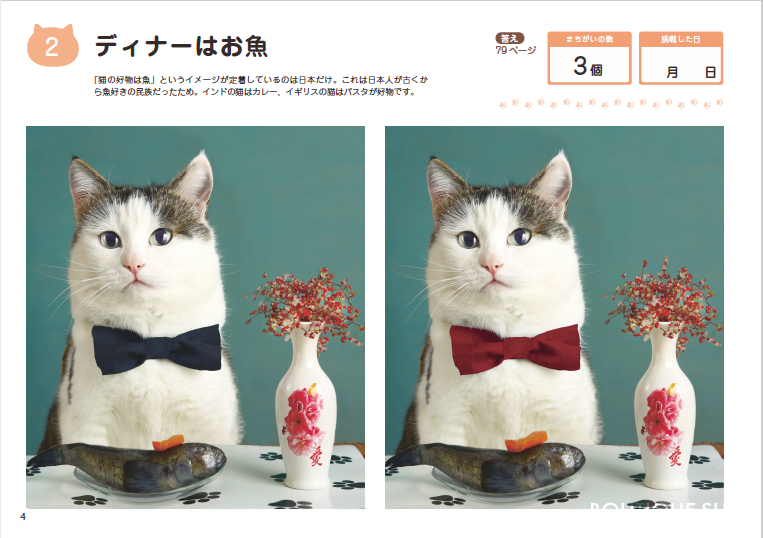 2
ディナーはお魚
「猫の好物は魚」というイメージが定着しているのは日本だけ。これは日本人が古くか
ら魚好きの民族だったため。インドの猫はカレー、イギリスの猫はパスタが好物です。
答え
79ページ
まちがいの数
3個
挑戦した日
月 日
愛
愛
4